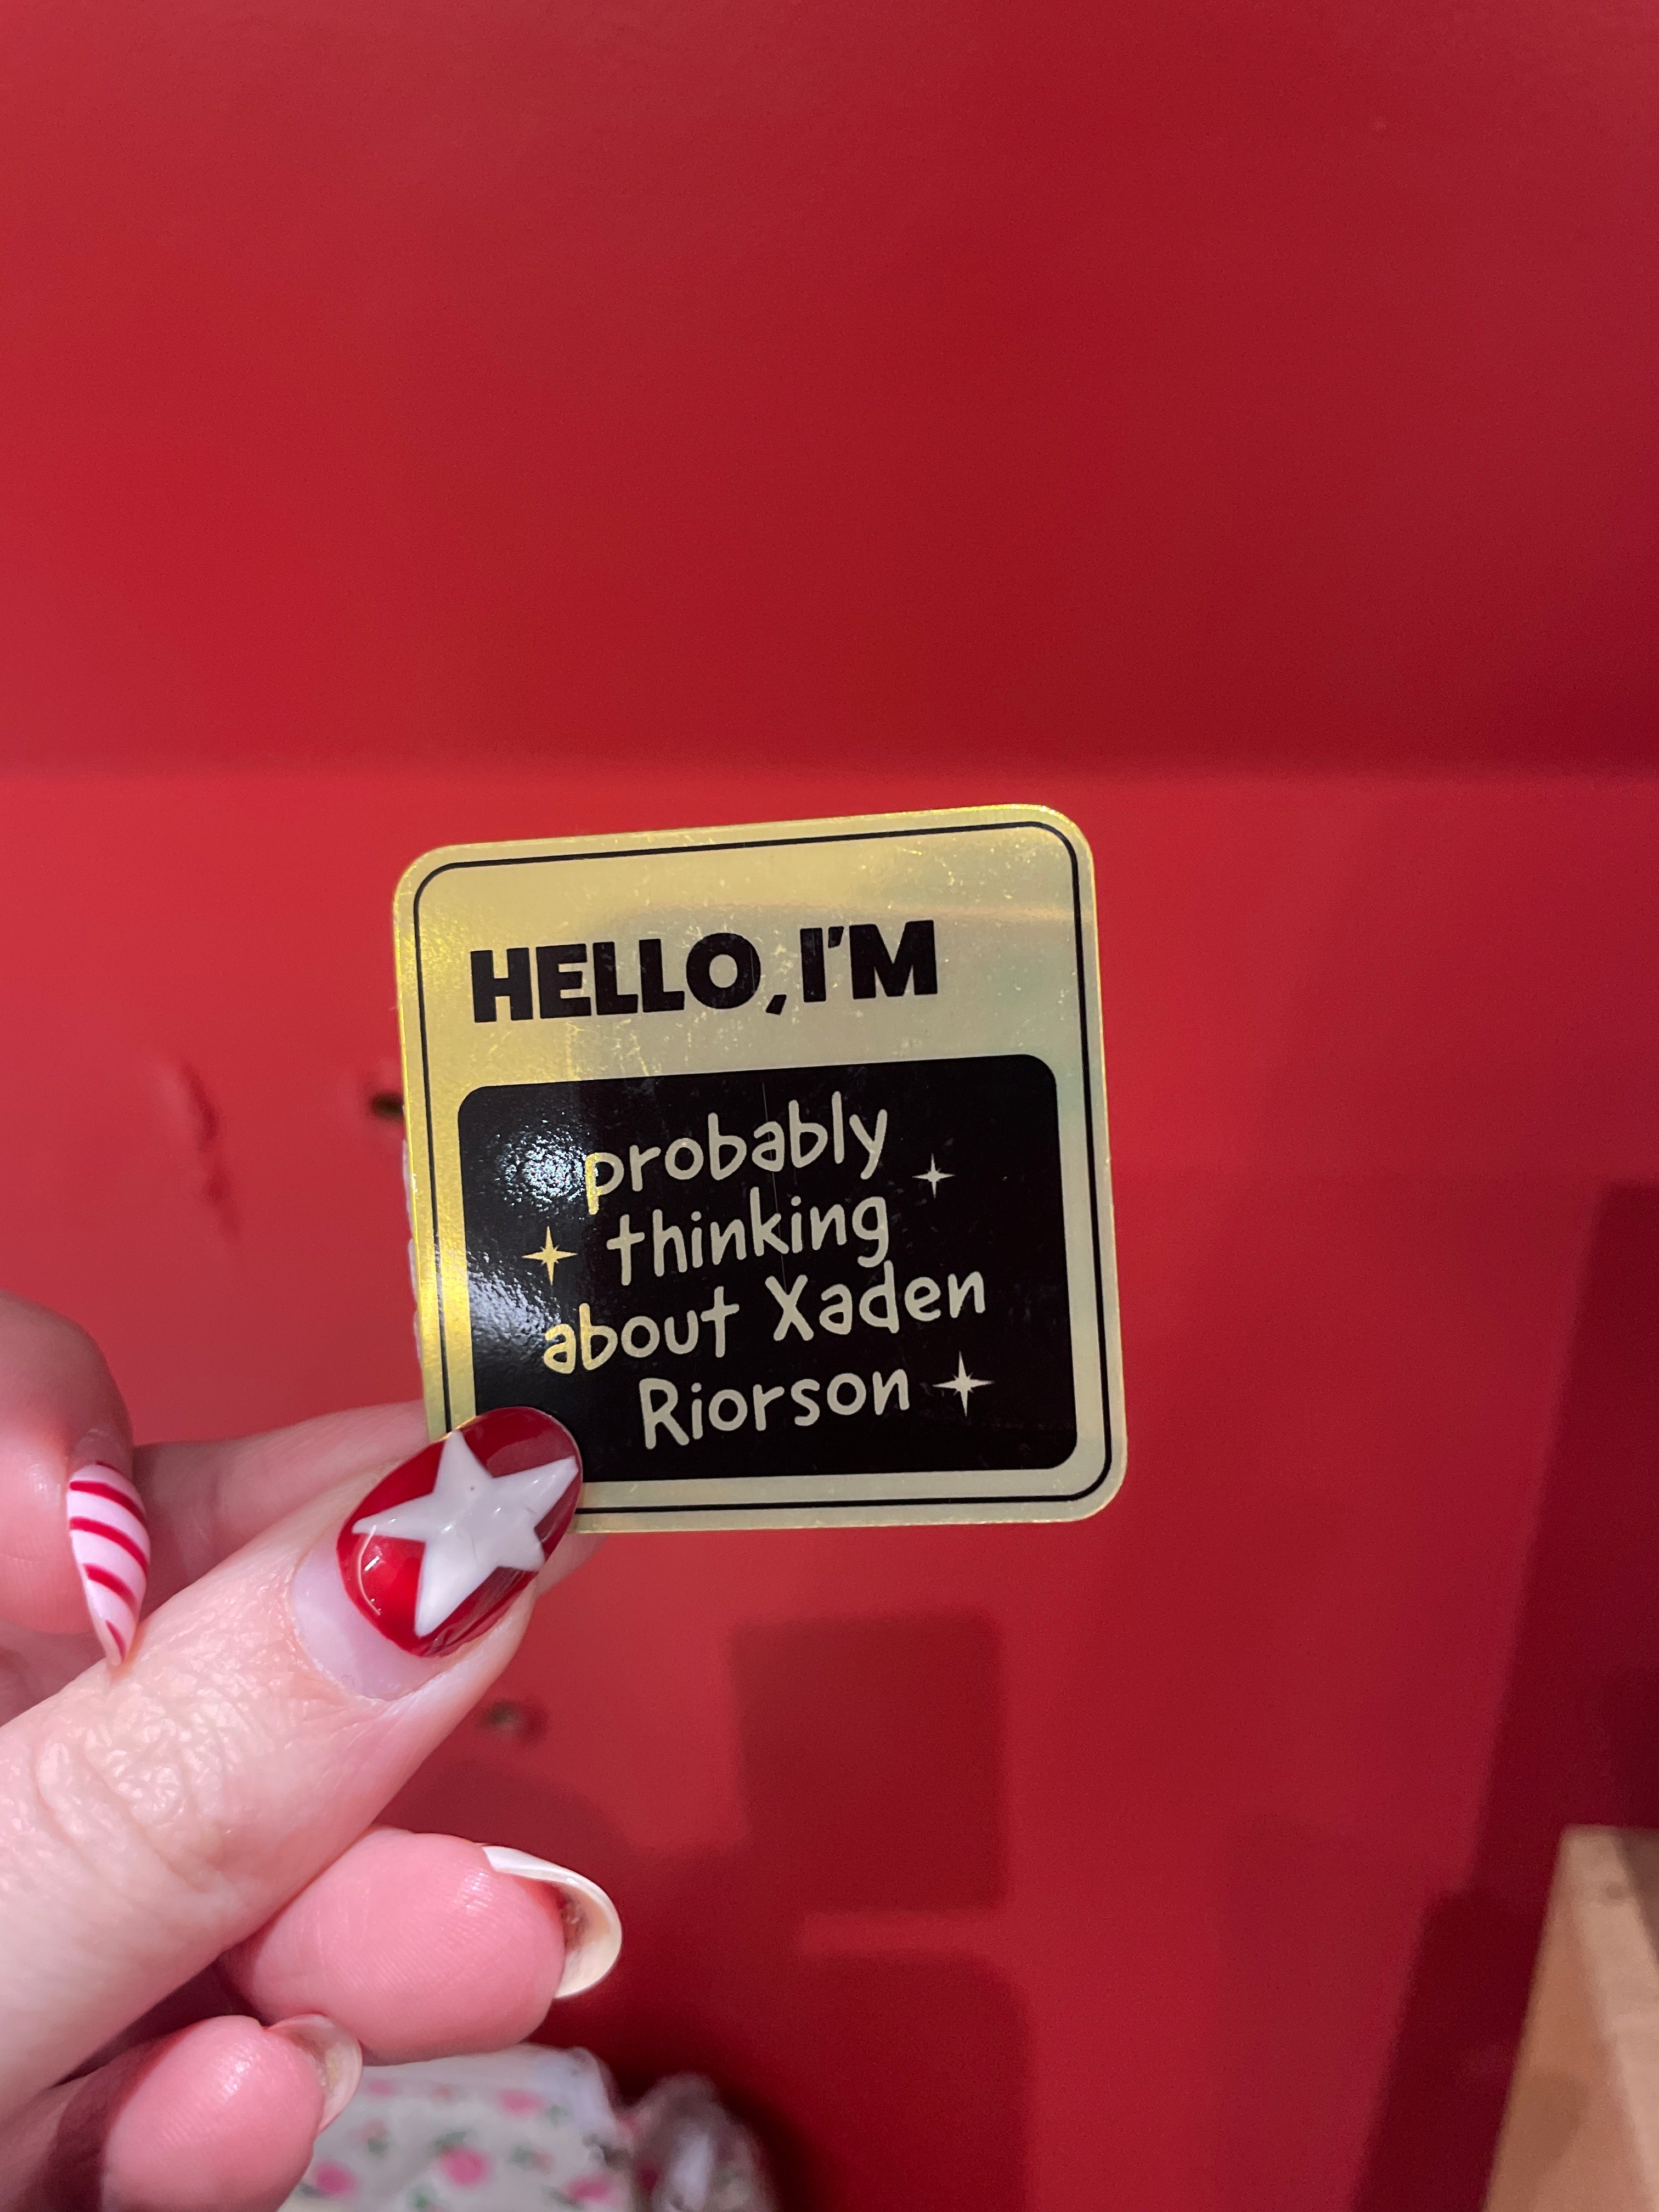 HELLO, I'M
probably
thinking
about Xaden
Riorson